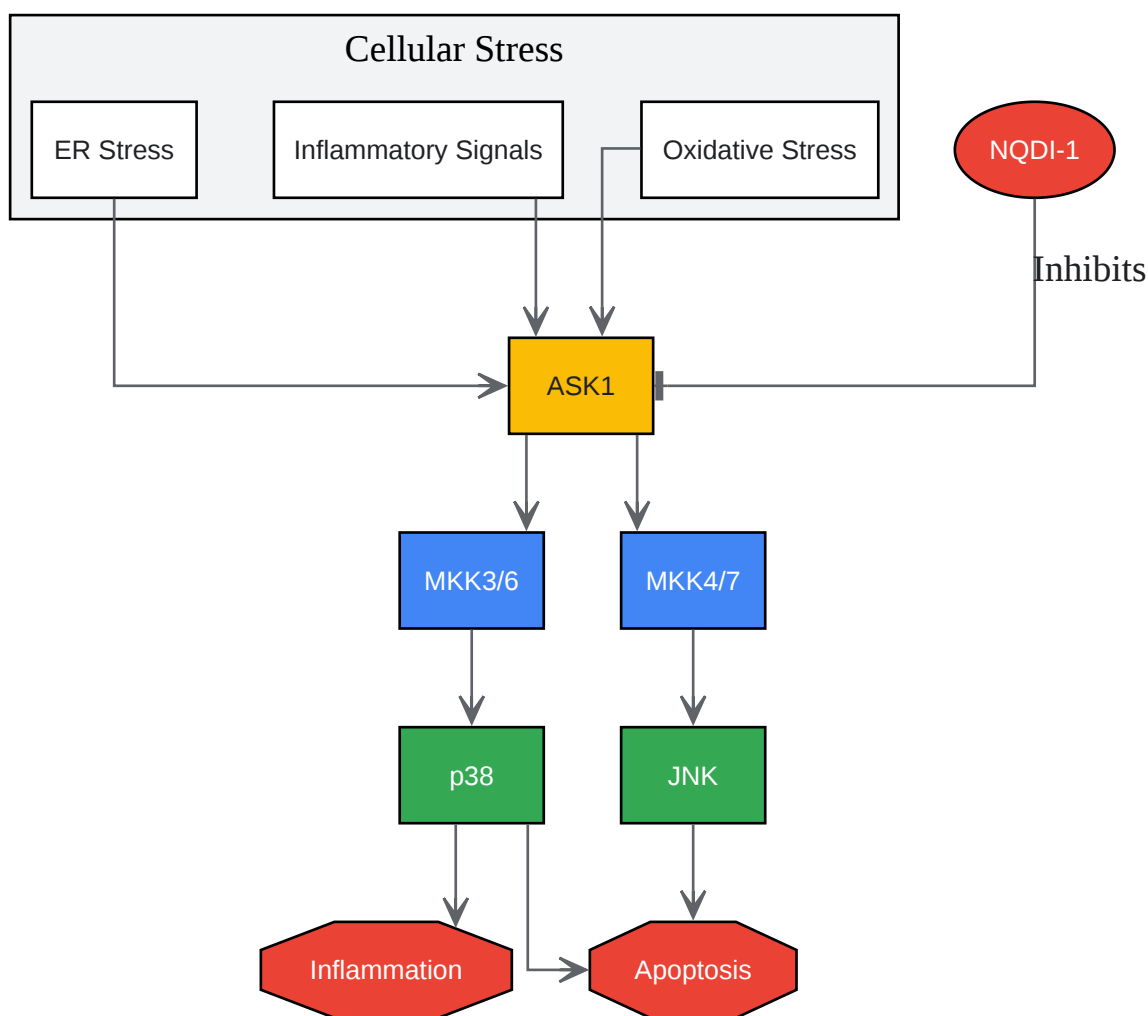 Cellular Stress
ER Stress
Inflammatory Signals
Oxidative Stress
NQDI-1
Inhibits
ASK1
MKK3/6
MKK4/7
p38
JNK
Inflammation
Apoptosis